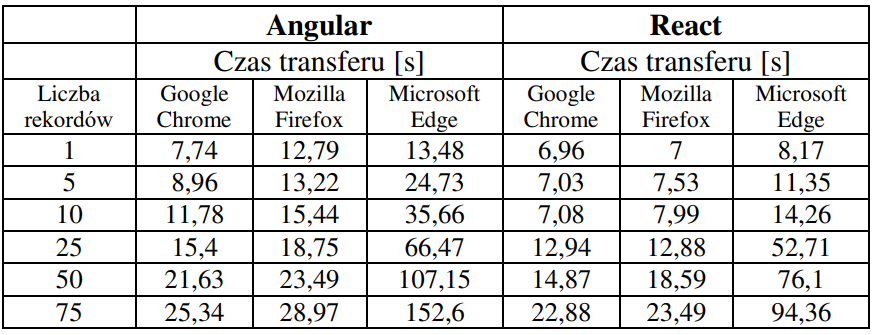 Angular React
Czas transferu [s] Czas transferu [s]
Liczba rekordów Google Chrome Mozilla Firefox Microsoft Edge Google Chrome Mozilla Firefox Microsoft Edge
1 7,74 12,79 13,48 6,96 7 8,17
5 8,96 13,22 24,73 7,03 7,53 11,35
10 11,78 15,44 35,66 7,08 7,99 14,26
25 15,4 18,75 66,47 12,94 12,88 52,71
50 21,63 23,49 107,15 14,87 18,59 76,1
75 25,34 28,97 152,6 22,88 23,49 94,36